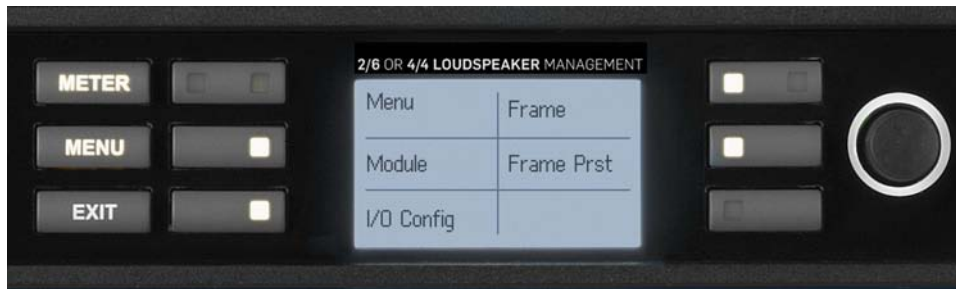 METER
MENU
EXIT
2/6 OR 4/4 LOUDSPEAKER MANAGEMENT
Menu
Frame
Module
Frame Prst
I/O Config